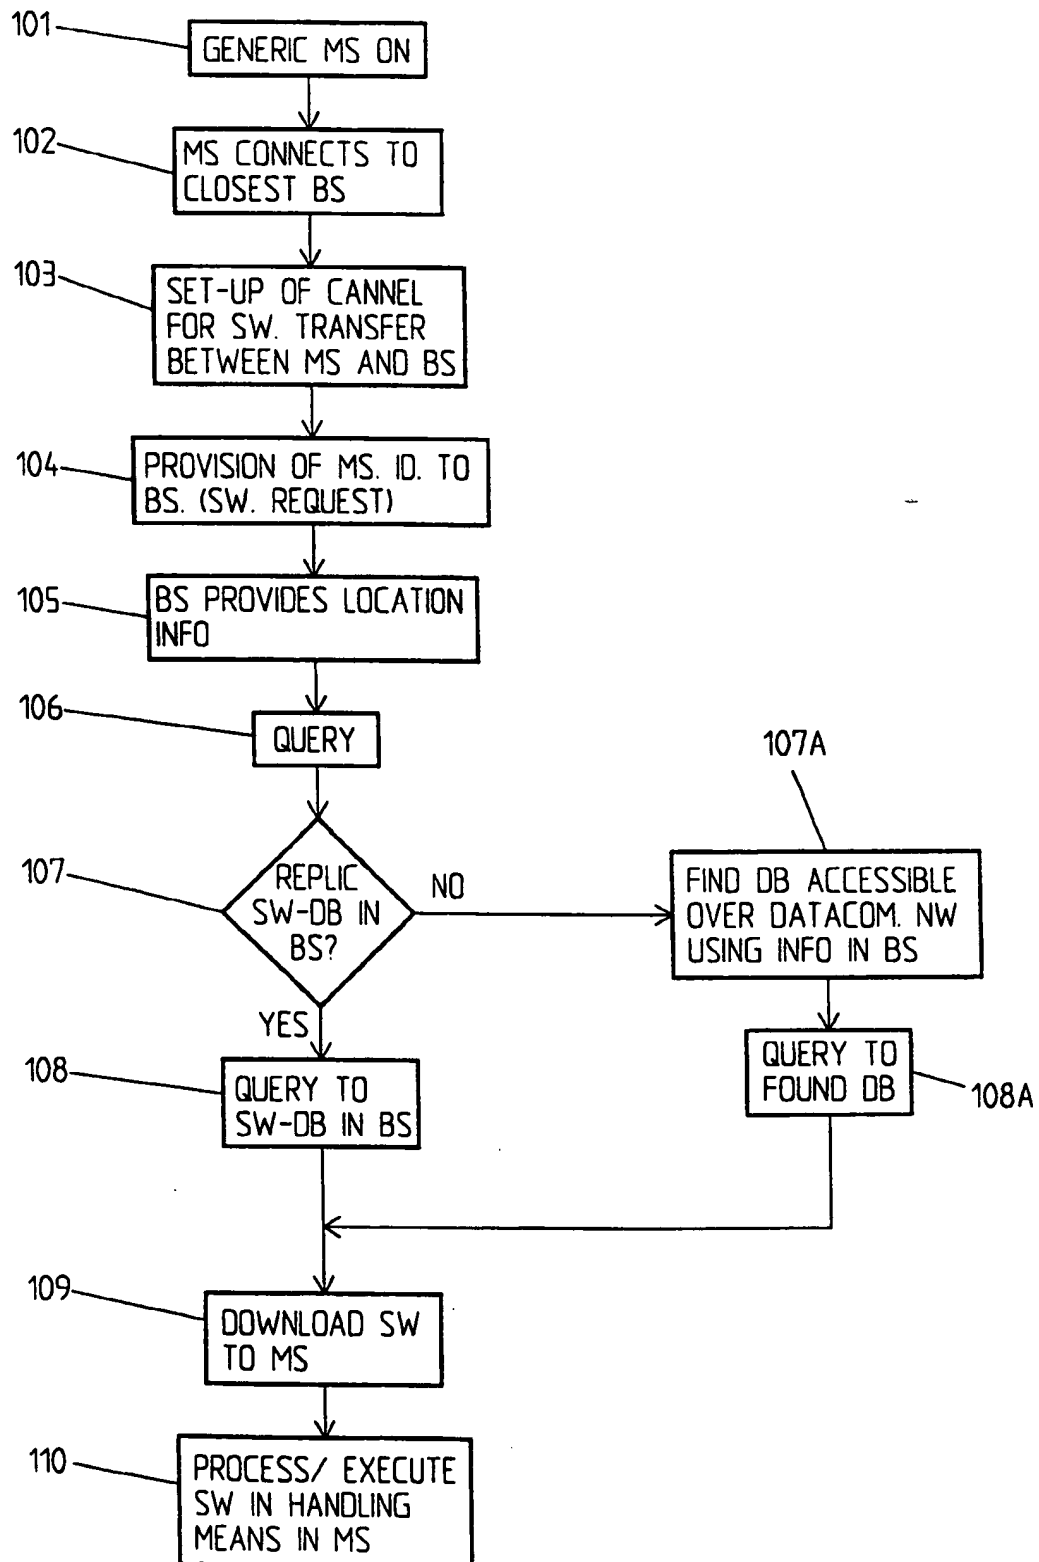 101
GENERIC MS ON
102
MS CONNECTS TO
CLOSEST BS
103
SET-UP OF CANNEL
FOR SW. TRANSFER
BETWEEN MS AND BS
104
PROVISION OF MS. ID. TO
BS. (SW. REQUEST)
105
BS PROVIDES LOCATION
INFO
106
QUERY
107
REPLIC
SW-DB IN
BS?
NO
YES
107A
FIND DB ACCESSIBLE
OVER DATACOM. NW
USING INFO IN BS
108
QUERY TO
SW-DB IN BS
QUERY TO
FOUND DB
108A
109
DOWNLOAD SW
TO MS
110
PROCESS/ EXECUTE
SW IN HANDLING
MEANS IN MS